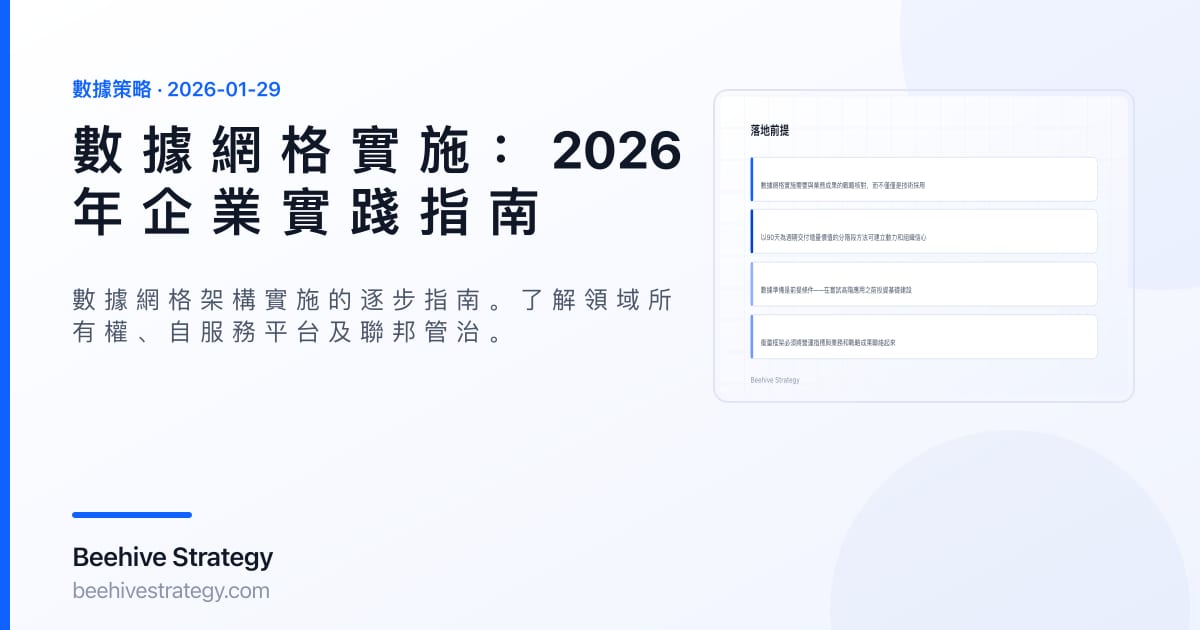 數據策略 · 2026-01-29
數據網格實施：2026
年企業實踐指南
數據網格架構實施的逐步指南。了解領域所
有權、自服務平台及聯邦管治。
落地前提
數據網格實施需要與業務成果的戰略核對，而不僅僅是技術採用
以90天為週期交付增量價值的分階段方法可建立動力和組織信心
數據準備是前提條件——在嘗試高階應用之前投資基礎建設
衡量框架必須將營運指標與業務和戰略成果聯絡起來
Beehive Strategy
Beehive Strategy
beehivestrategy.com